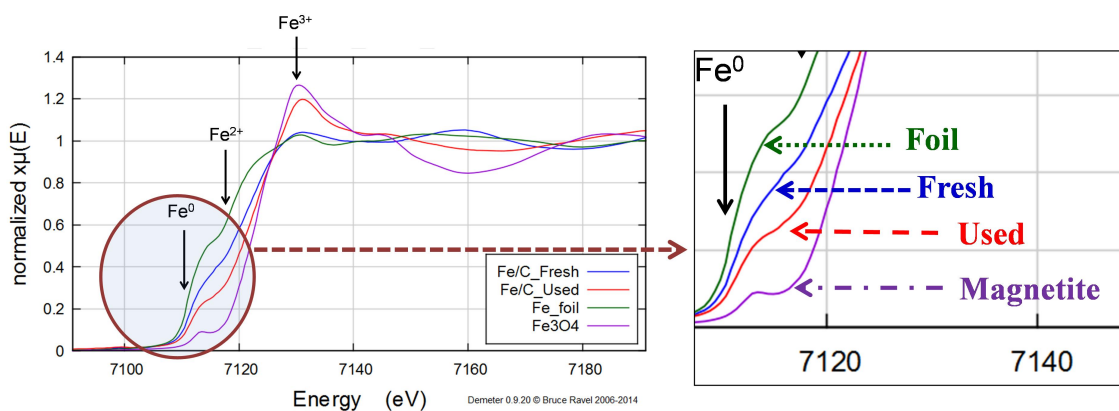 Fe³⁺
Fe²⁺
Fe⁰
normalized xμ(E)
1.4
1.2
1
0.8
0.6
0.4
0.2
0
7100
7120
7140
7160
7180
Energy (eV)
Fe/C_Fresh
Fe/C_Used
Fe_foil
Fe3O4
Demeter 0.9.20 © Bruce Ravel 2006-2014
Fe⁰
Foil
Fresh
Used
Magnetite
7120
7140